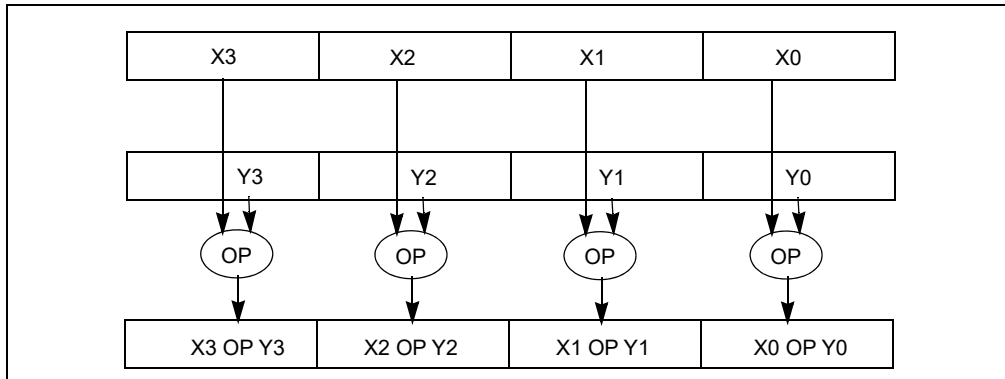 X3 X2 X1 X0
Y3 Y2 Y1 Y0
OP OP OP OP
X3 OP Y3 X2 OP Y2 X1 OP Y1 X0 OP Y0